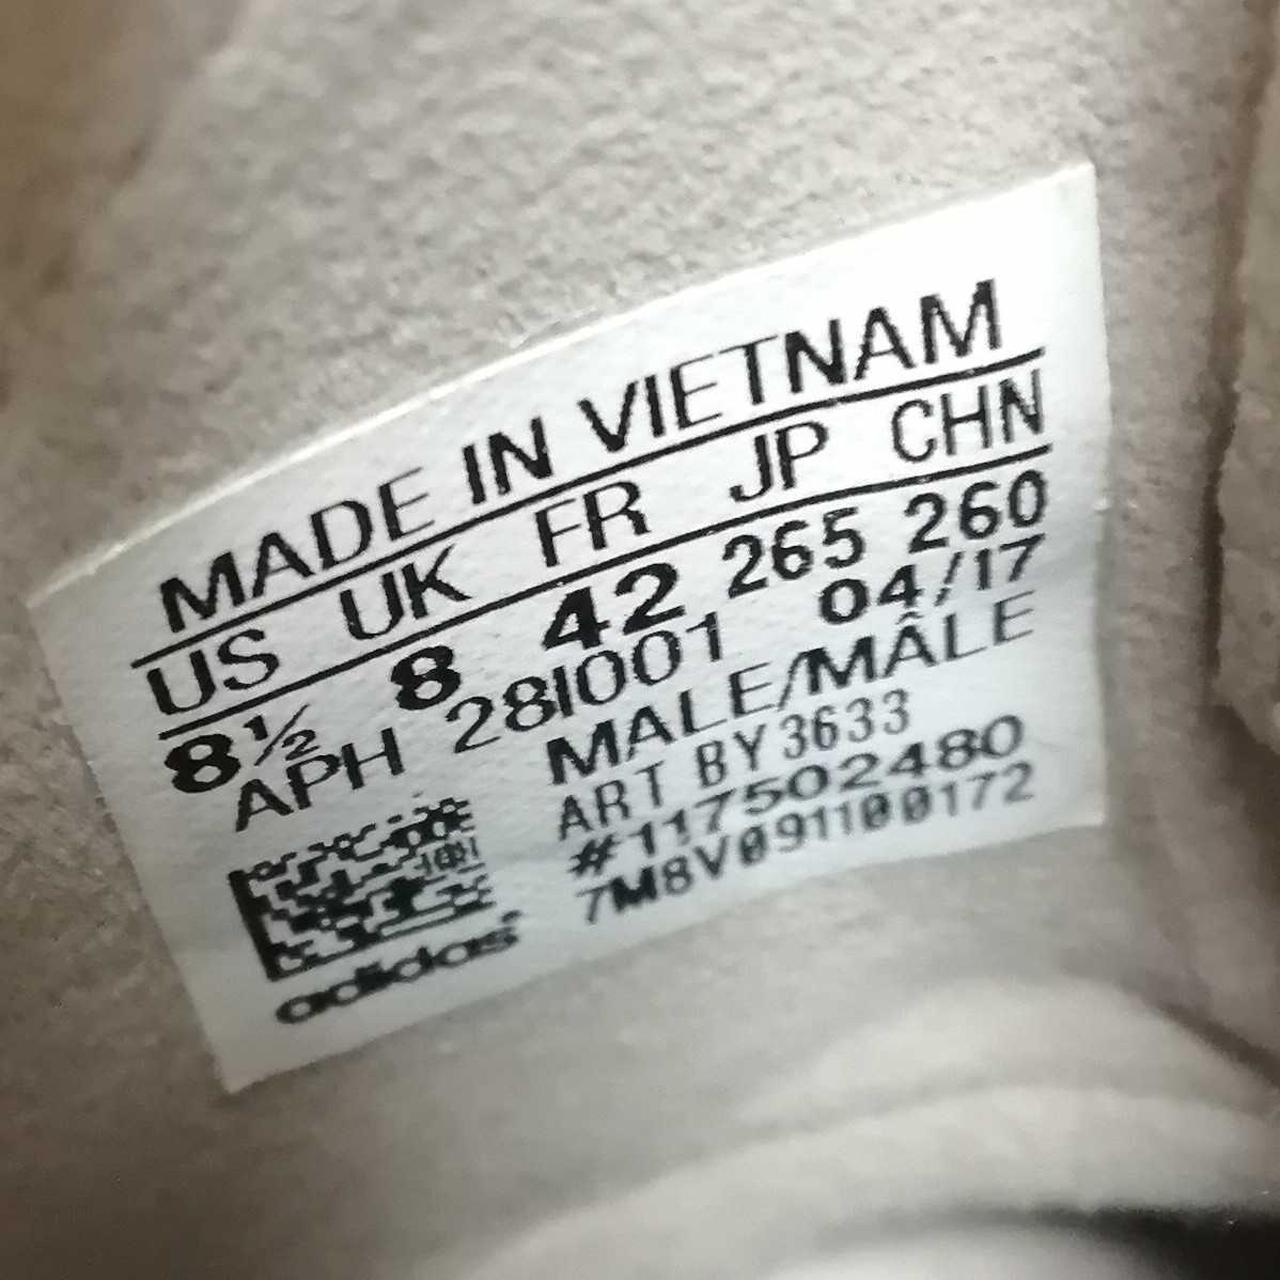 MADE IN VIETNAM
US UK FR JP CHN
8½ 8 42 265 260
APH 28I001 04/17
MALE/MÂLE
ART BY3633
#117502480
7M8V091100172
adidas